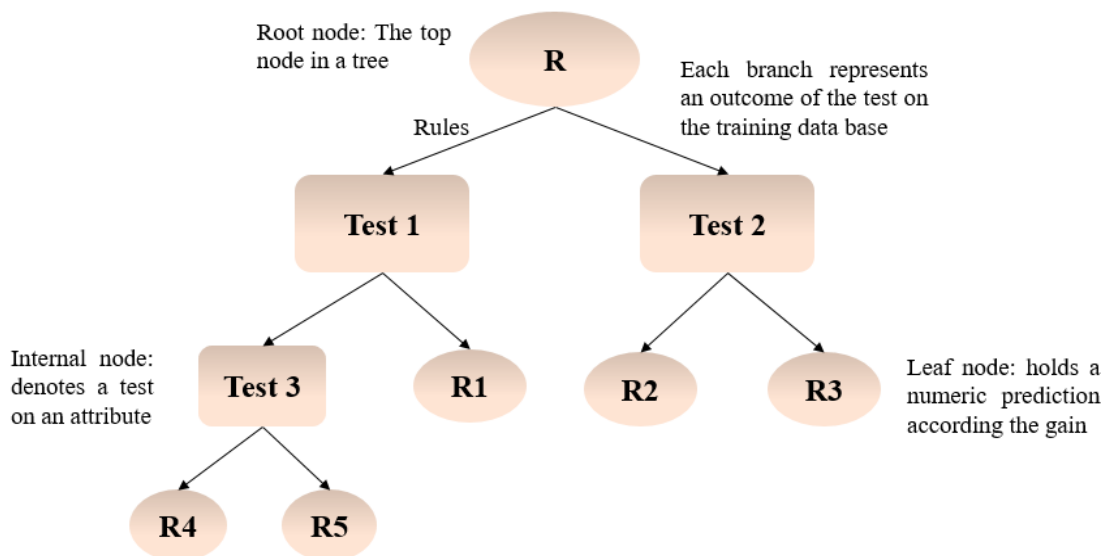 Root node: The top
node in a tree
R
Each branch represents
an outcome of the test on
the training data base
Rules
Test 1
Test 2
Internal node:
denotes a test
on an attribute
Test 3
R1
R2
R3
Leaf node: holds a
numeric prediction
according the gain
R4
R5